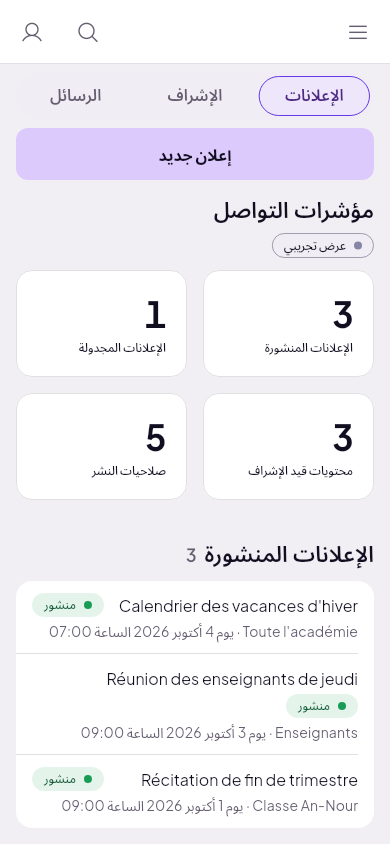 الإعلانات
الإشراف
الرسائل
إعلان جديد
مؤشرات التواصل
عرض تجريبي
3
الإعلانات المنشورة
1
الإعلانات المجدولة
3
محتويات قيد الإشراف
5
صلاحيات النشر
الإعلانات المنشورة 3
Calendrier des vacances d'hiver منشور
Toute l'académie · يوم 4 أكتوبر 2026 الساعة 07:00
Réunion des enseignants de jeudi
منشور
Enseignants · يوم 3 أكتوبر 2026 الساعة 09:00
Récitation de fin de trimestre منشور
Classe An-Nour · يوم 1 أكتوبر 2026 الساعة 09:00